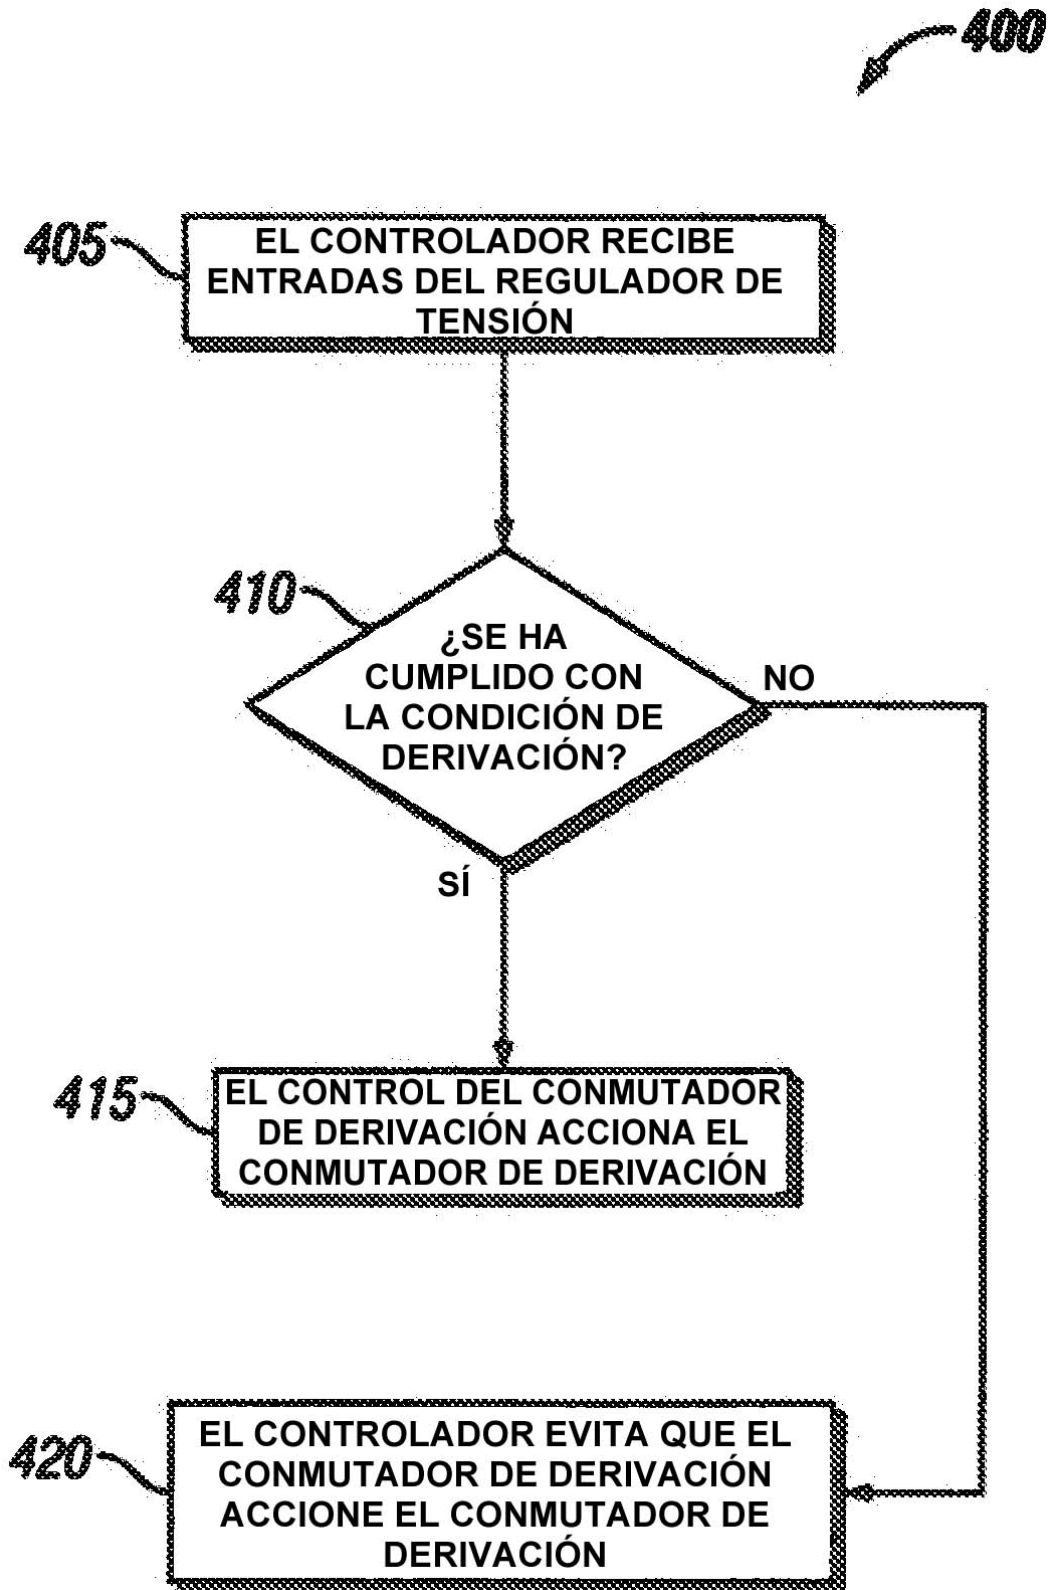 400
405
EL CONTROLADOR RECIBE
ENTRADAS DEL REGULADOR DE
TENSIÓN
410
¿SE HA
CUMPLIDO CON
LA CONDICIÓN DE
DERIVACIÓN?
NO
SÍ
415
EL CONTROL DEL CONMUTADOR
DE DERIVACIÓN ACCIONA EL
CONMUTADOR DE DERIVACIÓN
420
EL CONTROLADOR EVITA QUE EL
CONMUTADOR DE DERIVACIÓN
ACCIONE EL CONMUTADOR DE
DERIVACIÓN